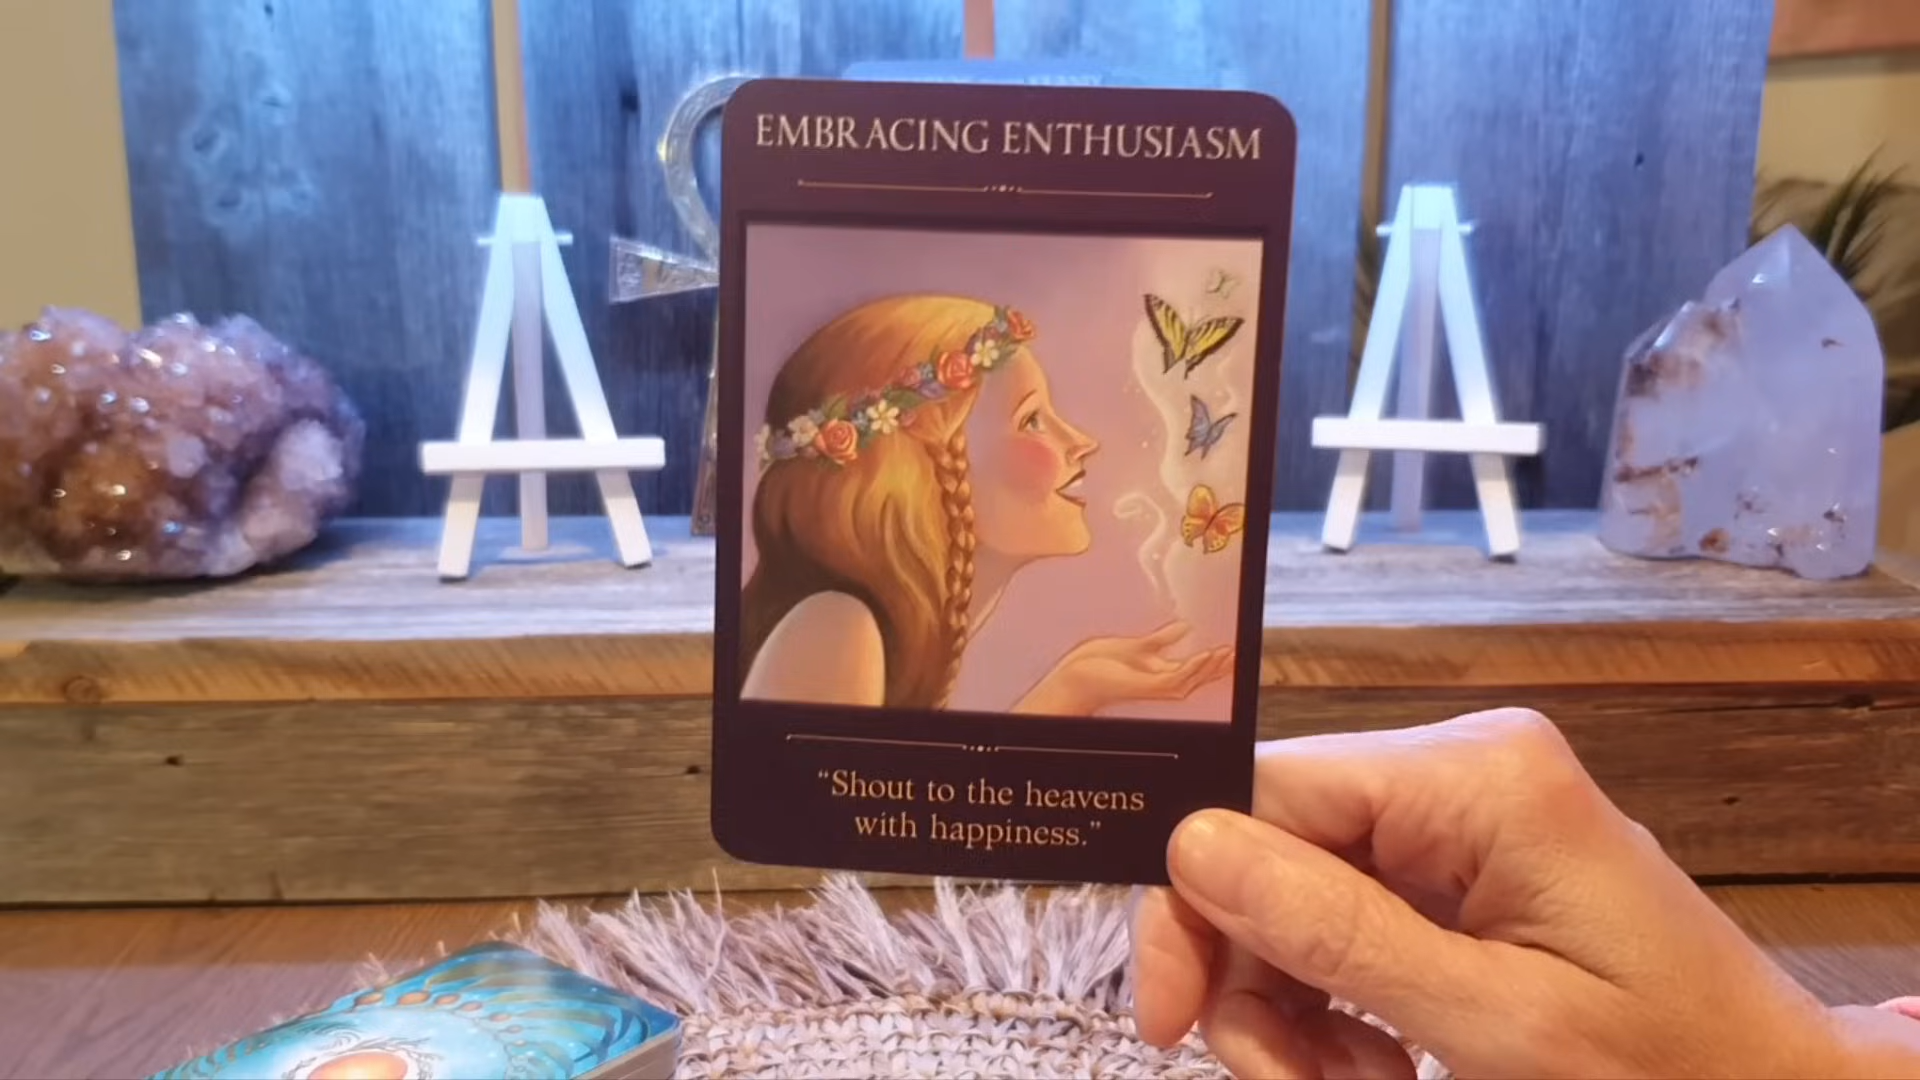 EMBRACING ENTHUSIASM
“Shout to the heavens
with happiness.”